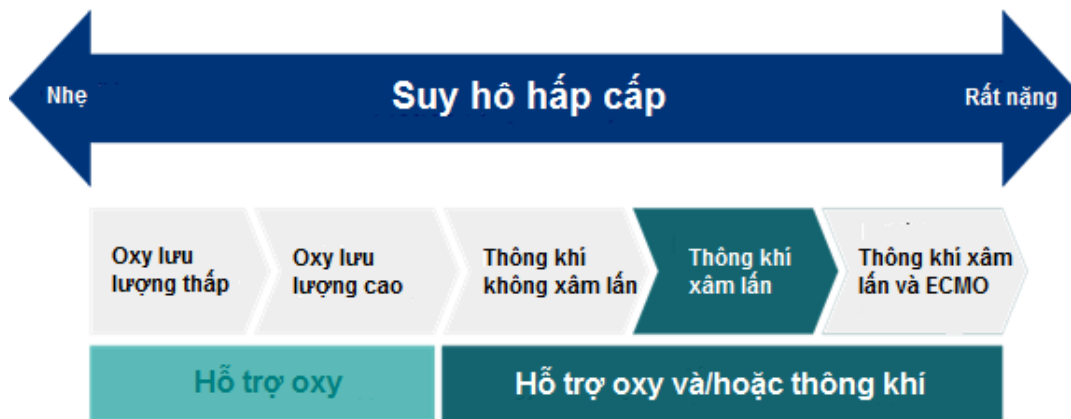 Nhẹ
Suy hô hấp cấp
Rất nặng
Oxy lưu
lượng thấp
Oxy lưu
lượng cao
Thông khí
không xâm lấn
Thông khí
xâm lấn
Thông khí xâm
lấn và ECMO
Hỗ trợ oxy
Hỗ trợ oxy và/hoặc thông khí